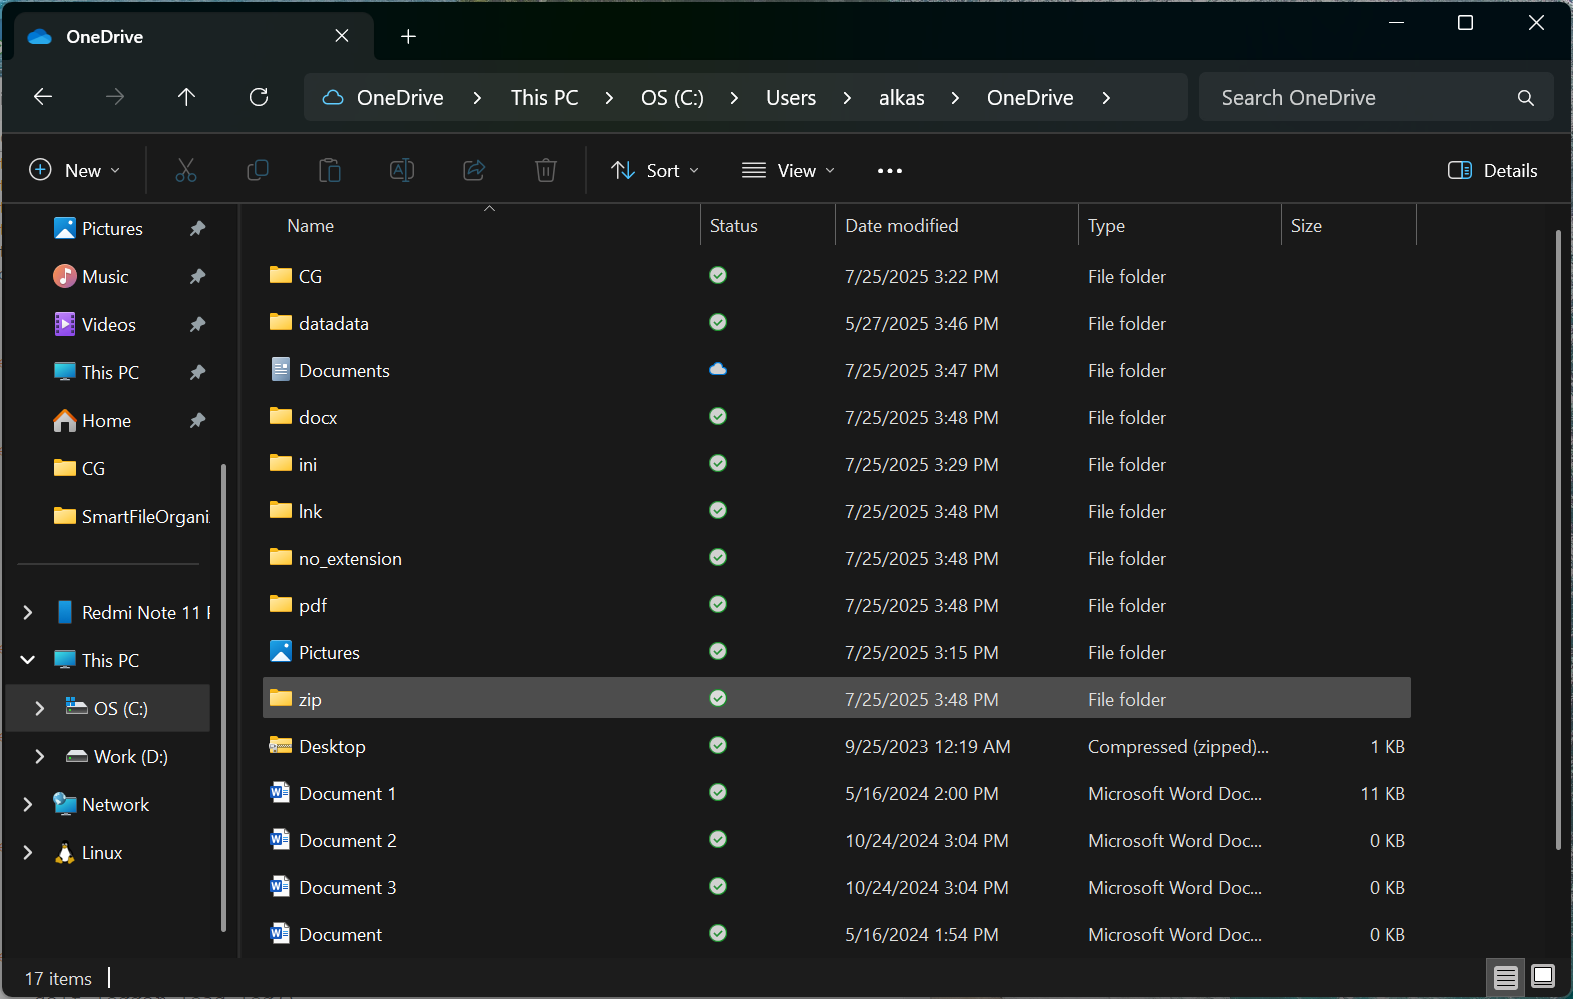 OneDrive
OneDrive > This PC > OS (C:) > Users > alkas > OneDrive >
Search OneDrive
New
Sort
View
Details
Pictures
Music
Videos
This PC
Home
CG
SmartFileOrgani
Redmi Note 11
This PC
OS (C:)
Work (D:)
Network
Linux
Name Status Date modified Type Size
CG 7/25/2025 3:22 PM File folder
datadata 5/27/2025 3:46 PM File folder
Documents 7/25/2025 3:47 PM File folder
docx 7/25/2025 3:48 PM File folder
ini 7/25/2025 3:29 PM File folder
lnk 7/25/2025 3:48 PM File folder
no_extension 7/25/2025 3:48 PM File folder
pdf 7/25/2025 3:48 PM File folder
Pictures 7/25/2025 3:15 PM File folder
zip 7/25/2025 3:48 PM File folder
Desktop 9/25/2023 12:19 AM Compressed (zipped)... 1 KB
Document 1 5/16/2024 2:00 PM Microsoft Word Doc... 11 KB
Document 2 10/24/2024 3:04 PM Microsoft Word Doc... 0 KB
Document 3 10/24/2024 3:04 PM Microsoft Word Doc... 0 KB
Document 5/16/2024 1:54 PM Microsoft Word Doc... 0 KB
17 items